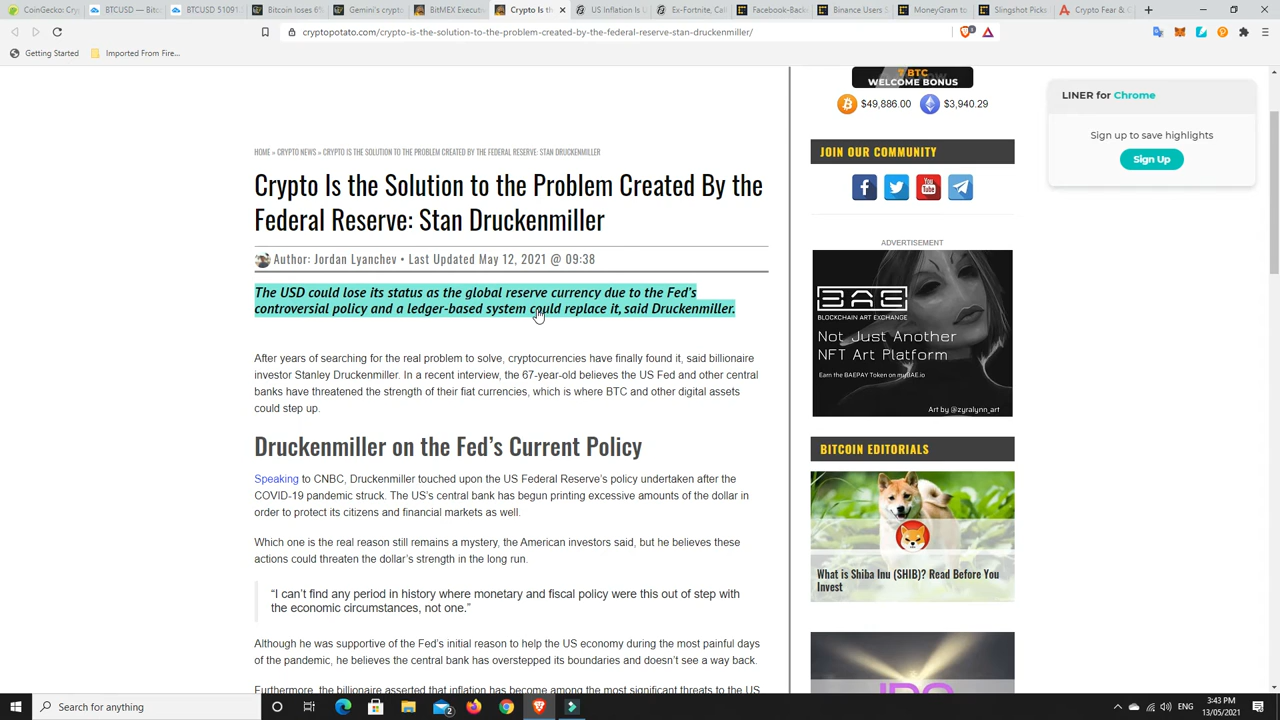 CoinGecko: Cryp
BTCUSD —
BTCUSD 51091
Bitcoin loses 6%
Gemini's crypto
BitMEX Executi
Crypto Is th
US Inflation Is U
Ex-Fortnite, Call
Facebook-Back
Binance Users S
MoneyGram to
Slingshot Picks
Crypto Fear & G
cryptopotato.com/crypto-is-the-solution-to-the-problem-created-by-the-federal-reserve-stan-druckenmiller/
Getting Started
Imported From Fire...
7 BTC
WELCOME BONUS
$49,886.00
$3,940.29
LINER for Chrome
Sign up to save highlights
Sign Up
HOME » CRYPTO NEWS » CRYPTO IS THE SOLUTION TO THE PROBLEM CREATED BY THE FEDERAL RESERVE: STAN DRUCKENMILLER
Crypto Is the Solution to the Problem Created By the
Federal Reserve: Stan Druckenmiller
Author: Jordan Lyanchev • Last Updated May 12, 2021 @ 09:38
The USD could lose its status as the global reserve currency due to the Fed's
controversial policy and a ledger-based system could replace it, said Druckenmiller.
After years of searching for the real problem to solve, cryptocurrencies have finally found it, said billionaire
investor Stanley Druckenmiller. In a recent interview, the 67-year-old believes the US Fed and other central
banks have threatened the strength of their fiat currencies, which is where BTC and other digital assets
could step up.
Druckenmiller on the Fed's Current Policy
Speaking to CNBC, Druckenmiller touched upon the US Federal Reserve's policy undertaken after the
COVID-19 pandemic struck. The US's central bank has begun printing excessive amounts of the dollar in
order to protect its citizens and financial markets as well.
Which one is the real reason still remains a mystery, the American investors said, but he believes these
actions could threaten the dollar's strength in the long run.
“I can't find any period in history where monetary and fiscal policy were this out of step with
the economic circumstances, not one.”
Although he was supportive of the Fed's initial reason to help the US economy during the most painful days
of the pandemic, he believes the central bank has overstepped its boundaries and doesn't see a way back.
Furthermore, the billionaire asserted that inflation has become among the most significant threats to the US
JOIN OUR COMMUNITY
You
Tube
ADVERTISEMENT
BAE
BLOCKCHAIN ART EXCHANGE
Not Just Another
NFT Art Platform
Earn the BAEPAY Token on myBAE.io
Art by @zyralynn_art
BITCOIN EDITORIALS
What is Shiba Inu (SHIB)? Read Before You
Invest
Search for anything
2
ENG
3:43 PM
13/05/2021